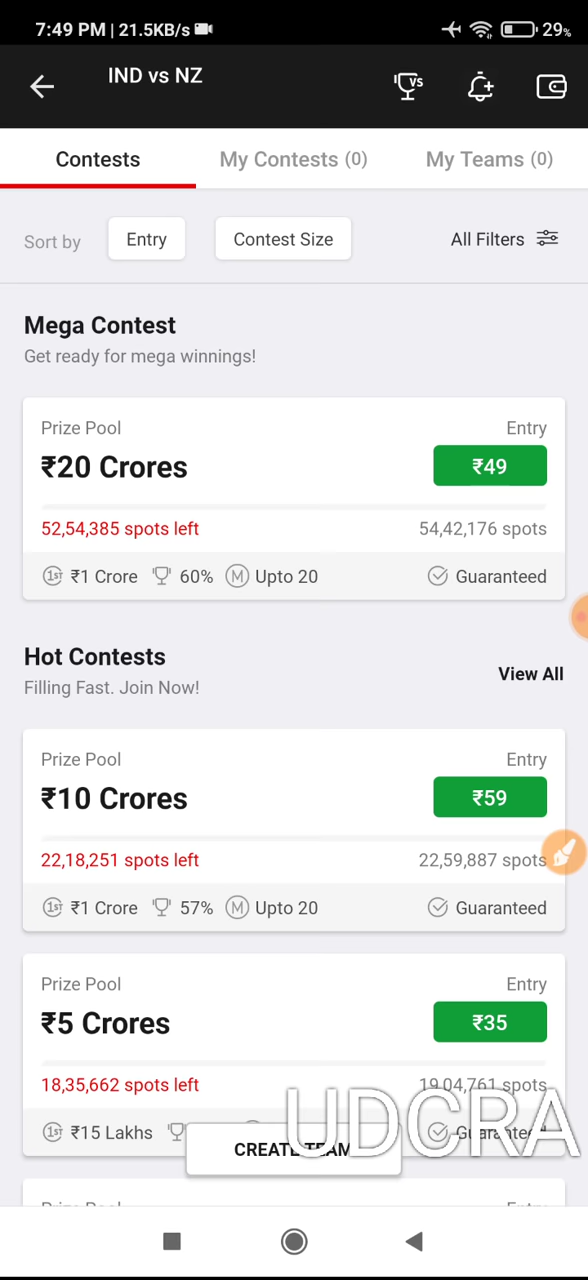 7:49 PM | 21.5KB/s 29%
IND vs NZ
VS
Contests My Contests (0) My Teams (0)
Sort by Entry Contest Size All Filters
Mega Contest
Get ready for mega winnings!
Prize Pool Entry
₹20 Crores ₹49
52,54,385 spots left 54,42,176 spots
1ST ₹1 Crore 60% M Upto 20 Guaranteed
Hot Contests
View All
Filling Fast. Join Now!
Prize Pool Entry
₹10 Crores ₹59
22,18,251 spots left 22,59,887 spots
1ST ₹1 Crore 57% M Upto 20 Guaranteed
Prize Pool Entry
₹5 Crores ₹35
18,35,662 spots left 19,04,761 spots
1ST ₹15 Lakhs Guaranteed
UDCRA
CREATE TEAM